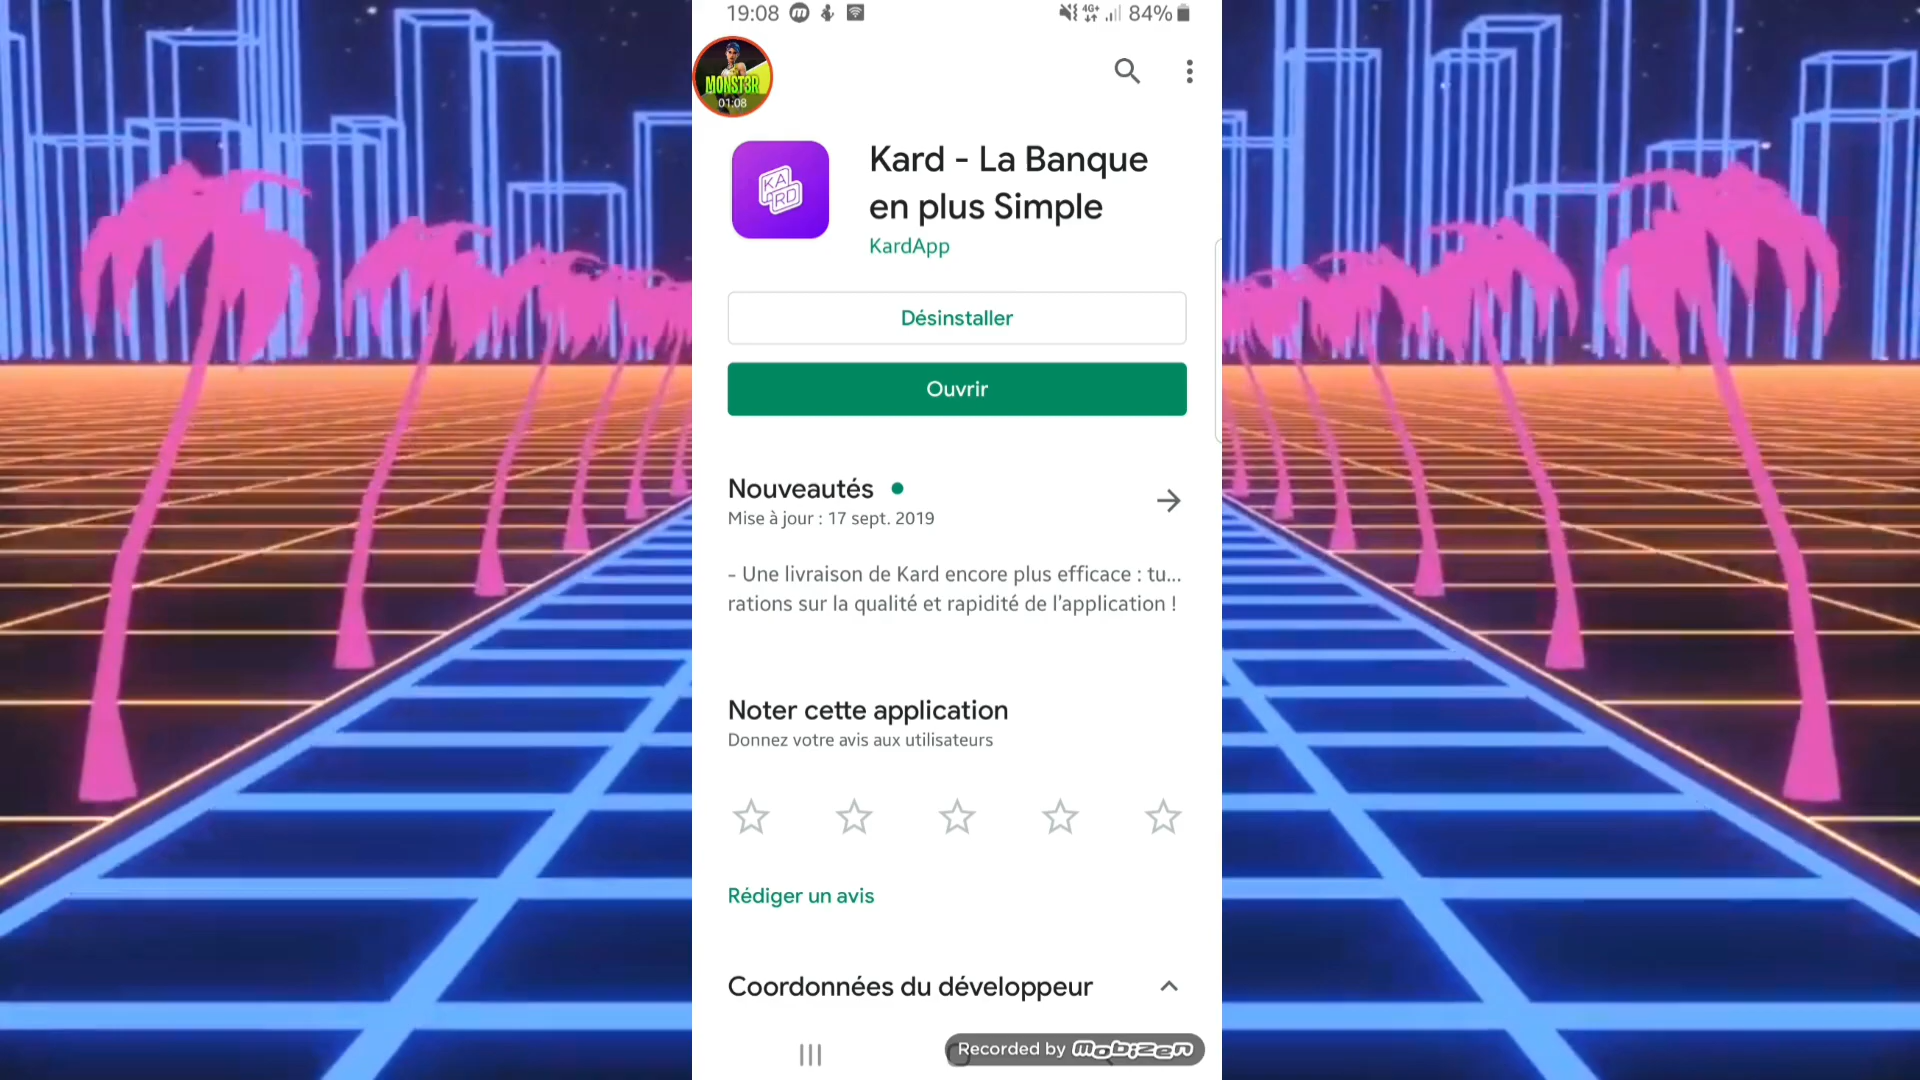 19:08
4G+
84%
MONST3R
01:08
KA
RD
Kard - La Banque
en plus Simple
KardApp
Désinstaller
Ouvrir
Nouveautés
Mise à jour : 17 sept. 2019
- Une livraison de Kard encore plus efficace : tu...
rations sur la qualité et rapidité de l'application !
Noter cette application
Donnez votre avis aux utilisateurs
Rédiger un avis
Coordonnées du développeur
Recorded by mobizen